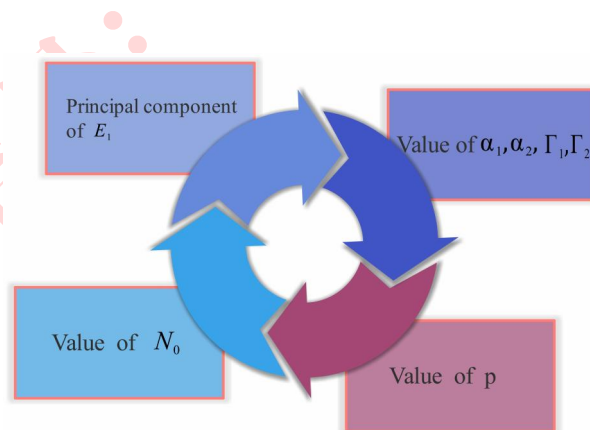 Principal component
of E₁
Value of α₁,α₂, Γ₁,Γ₂
Value of N₀
Value of p